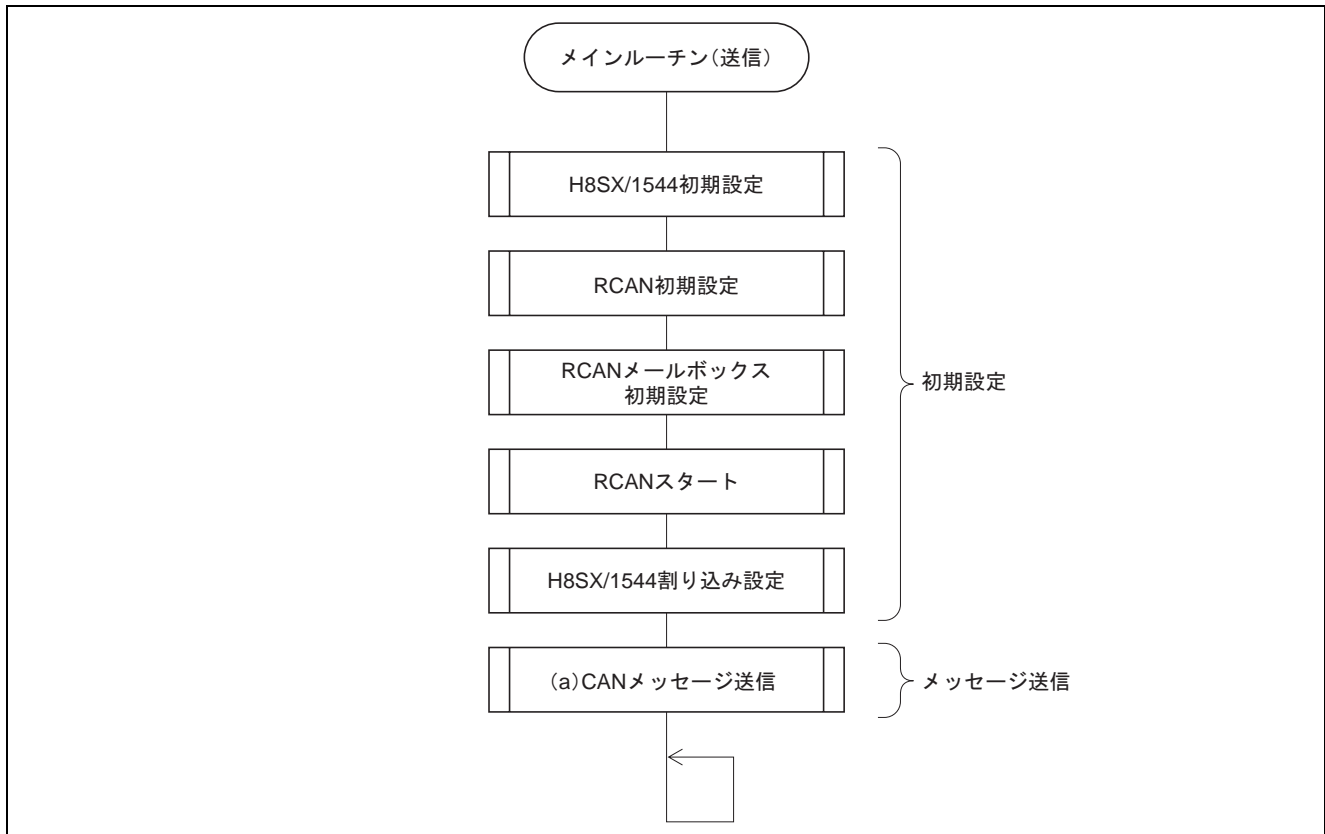 メインルーチン(送信)
H8SX/1544初期設定
RCAN初期設定
RCANメールボックス
初期設定
RCANスタート
H8SX/1544割り込み設定
初期設定
(a)CANメッセージ送信
メッセージ送信